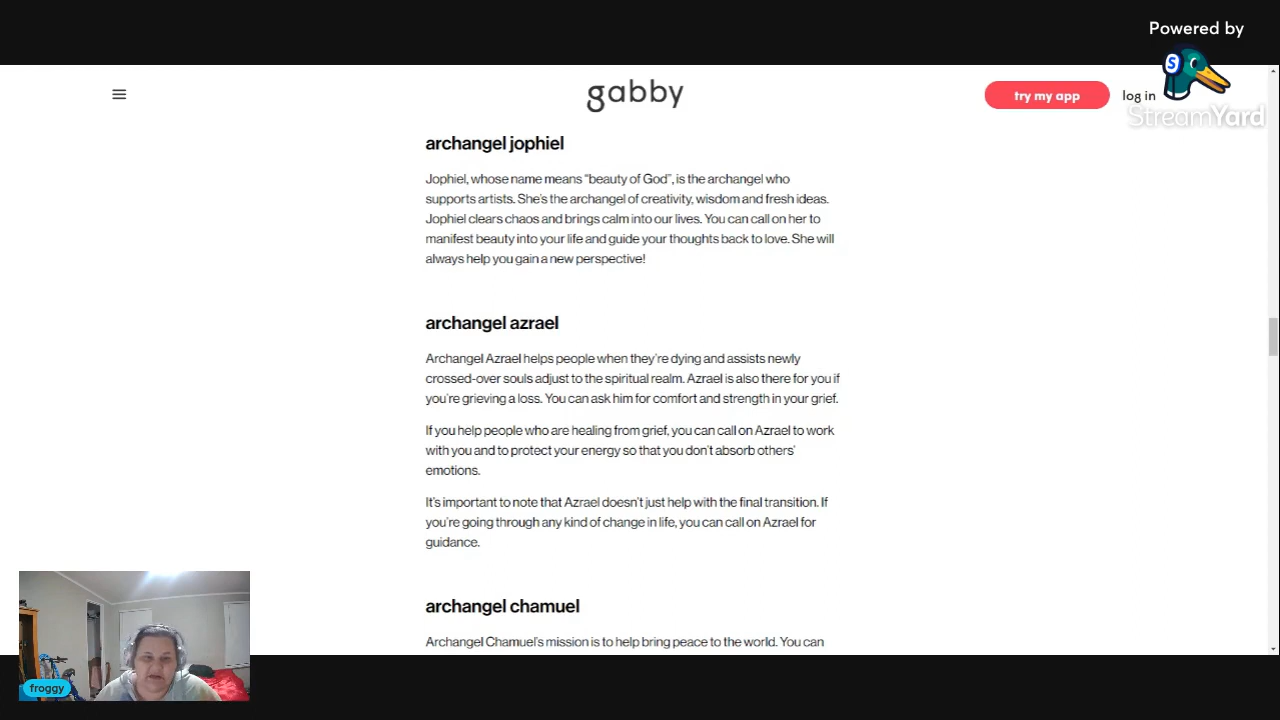 Powered by
gabby
try my app
log in
S
StreamYard
archangel jophiel
Jophiel, whose name means “beauty of God”, is the archangel who
supports artists. She’s the archangel of creativity, wisdom and fresh ideas.
Jophiel clears chaos and brings calm into our lives. You can call on her to
manifest beauty into your life and guide your thoughts back to love. She will
always help you gain a new perspective!
archangel azrael
Archangel Azrael helps people when they’re dying and assists newly
crossed-over souls adjust to the spiritual realm. Azrael is also there for you if
you’re grieving a loss. You can ask him for comfort and strength in your grief.
If you help people who are healing from grief, you can call on Azrael to work
with you and to protect your energy so that you don’t absorb others’
emotions.
It’s important to note that Azrael doesn’t just help with the final transition. If
you’re going through any kind of change in life, you can call on Azrael for
guidance.
archangel chamuel
Archangel Chamuel’s mission is to help bring peace to the world. You can
froggy